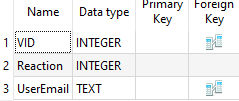 Name Data type Primary Key Foreign Key
1 VID INTEGER
2 Reaction INTEGER
3 UserEmail TEXT